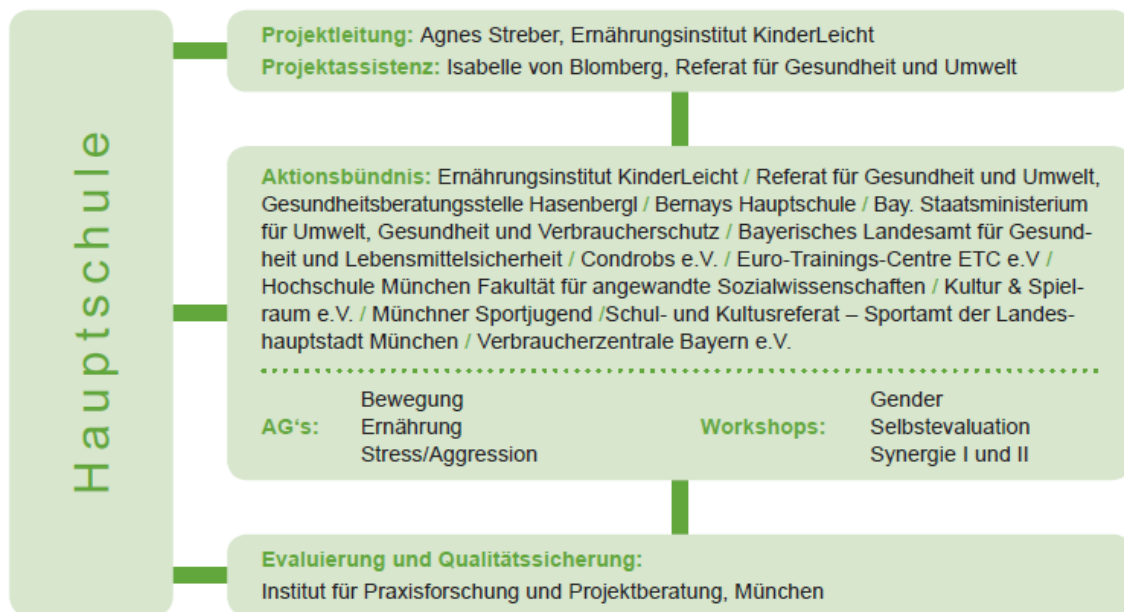 Hauptschule
Projektleitung: Agnes Streber, Ernährungsinstitut KinderLeicht
Projektassistenz: Isabelle von Blomberg, Referat für Gesundheit und Umwelt
Aktionsbündnis: Ernährungsinstitut KinderLeicht / Referat für Gesundheit und Umwelt,
Gesundheitsberatungsstelle Hasenbergl / Bernays Hauptschule / Bay. Staatsministerium
für Umwelt, Gesundheit und Verbraucherschutz / Bayerisches Landesamt für Gesund-
heit und Lebensmittelsicherheit / Condrobs e.V. / Euro-Trainings-Centre ETC e.V /
Hochschule München Fakultät für angewandte Sozialwissenschaften / Kultur & Spiel-
raum e.V. / Münchner Sportjugend /Schul- und Kultusreferat – Sportamt der Landes-
hauptstadt München / Verbraucherzentrale Bayern e.V.
AG‘s:
Bewegung
Ernährung
Stress/Aggression
Workshops:
Gender
Selbstevaluation
Synergie I und II
Evaluierung und Qualitätssicherung:
Institut für Praxisforschung und Projektberatung, München